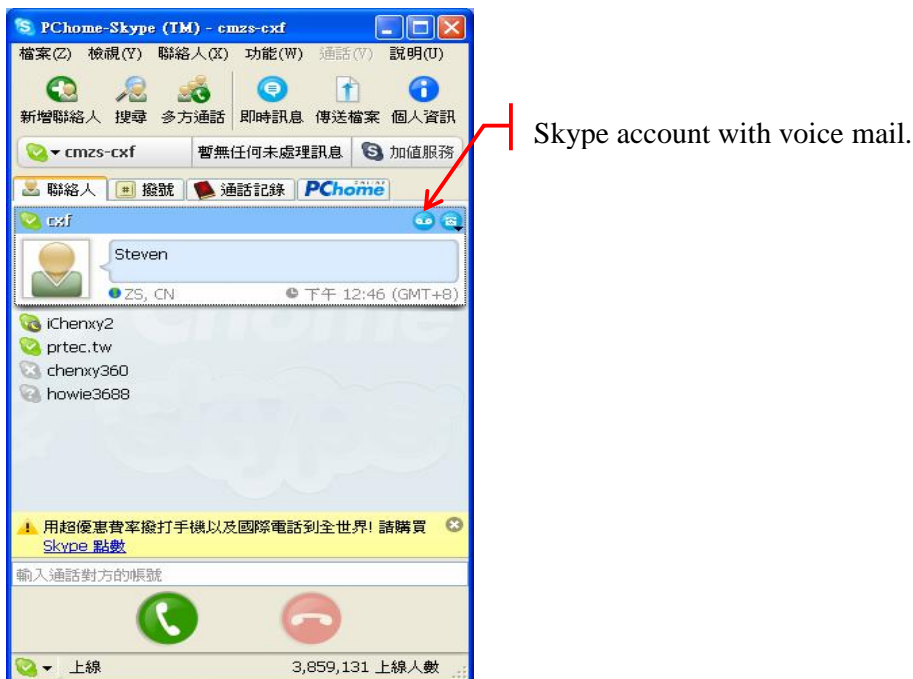 PChome-Skype (TM) - cmzs-cxf
檔案(Z) 檢視(Y) 聯絡人(X) 功能(W) 通話(V) 說明(U)
新增聯絡人 搜尋 多方通話 即時訊息 傳送檔案 個人資訊
Skype account with voice mail.
cmzs-cxf 暫無任何未處理訊息 加值服務
聯絡人 撥號 通話記錄 PChome ONLINE
cxf
Steven
ZS, CN 下午 12:46 (GMT+8)
iChenxy2
prtec.tw
chenxy360
howie3688
用超優惠費率撥打手機以及國際電話到全世界! 請購買
Skype 點數
輸入通話對方的帳號
上線 3,859,131 上線人數